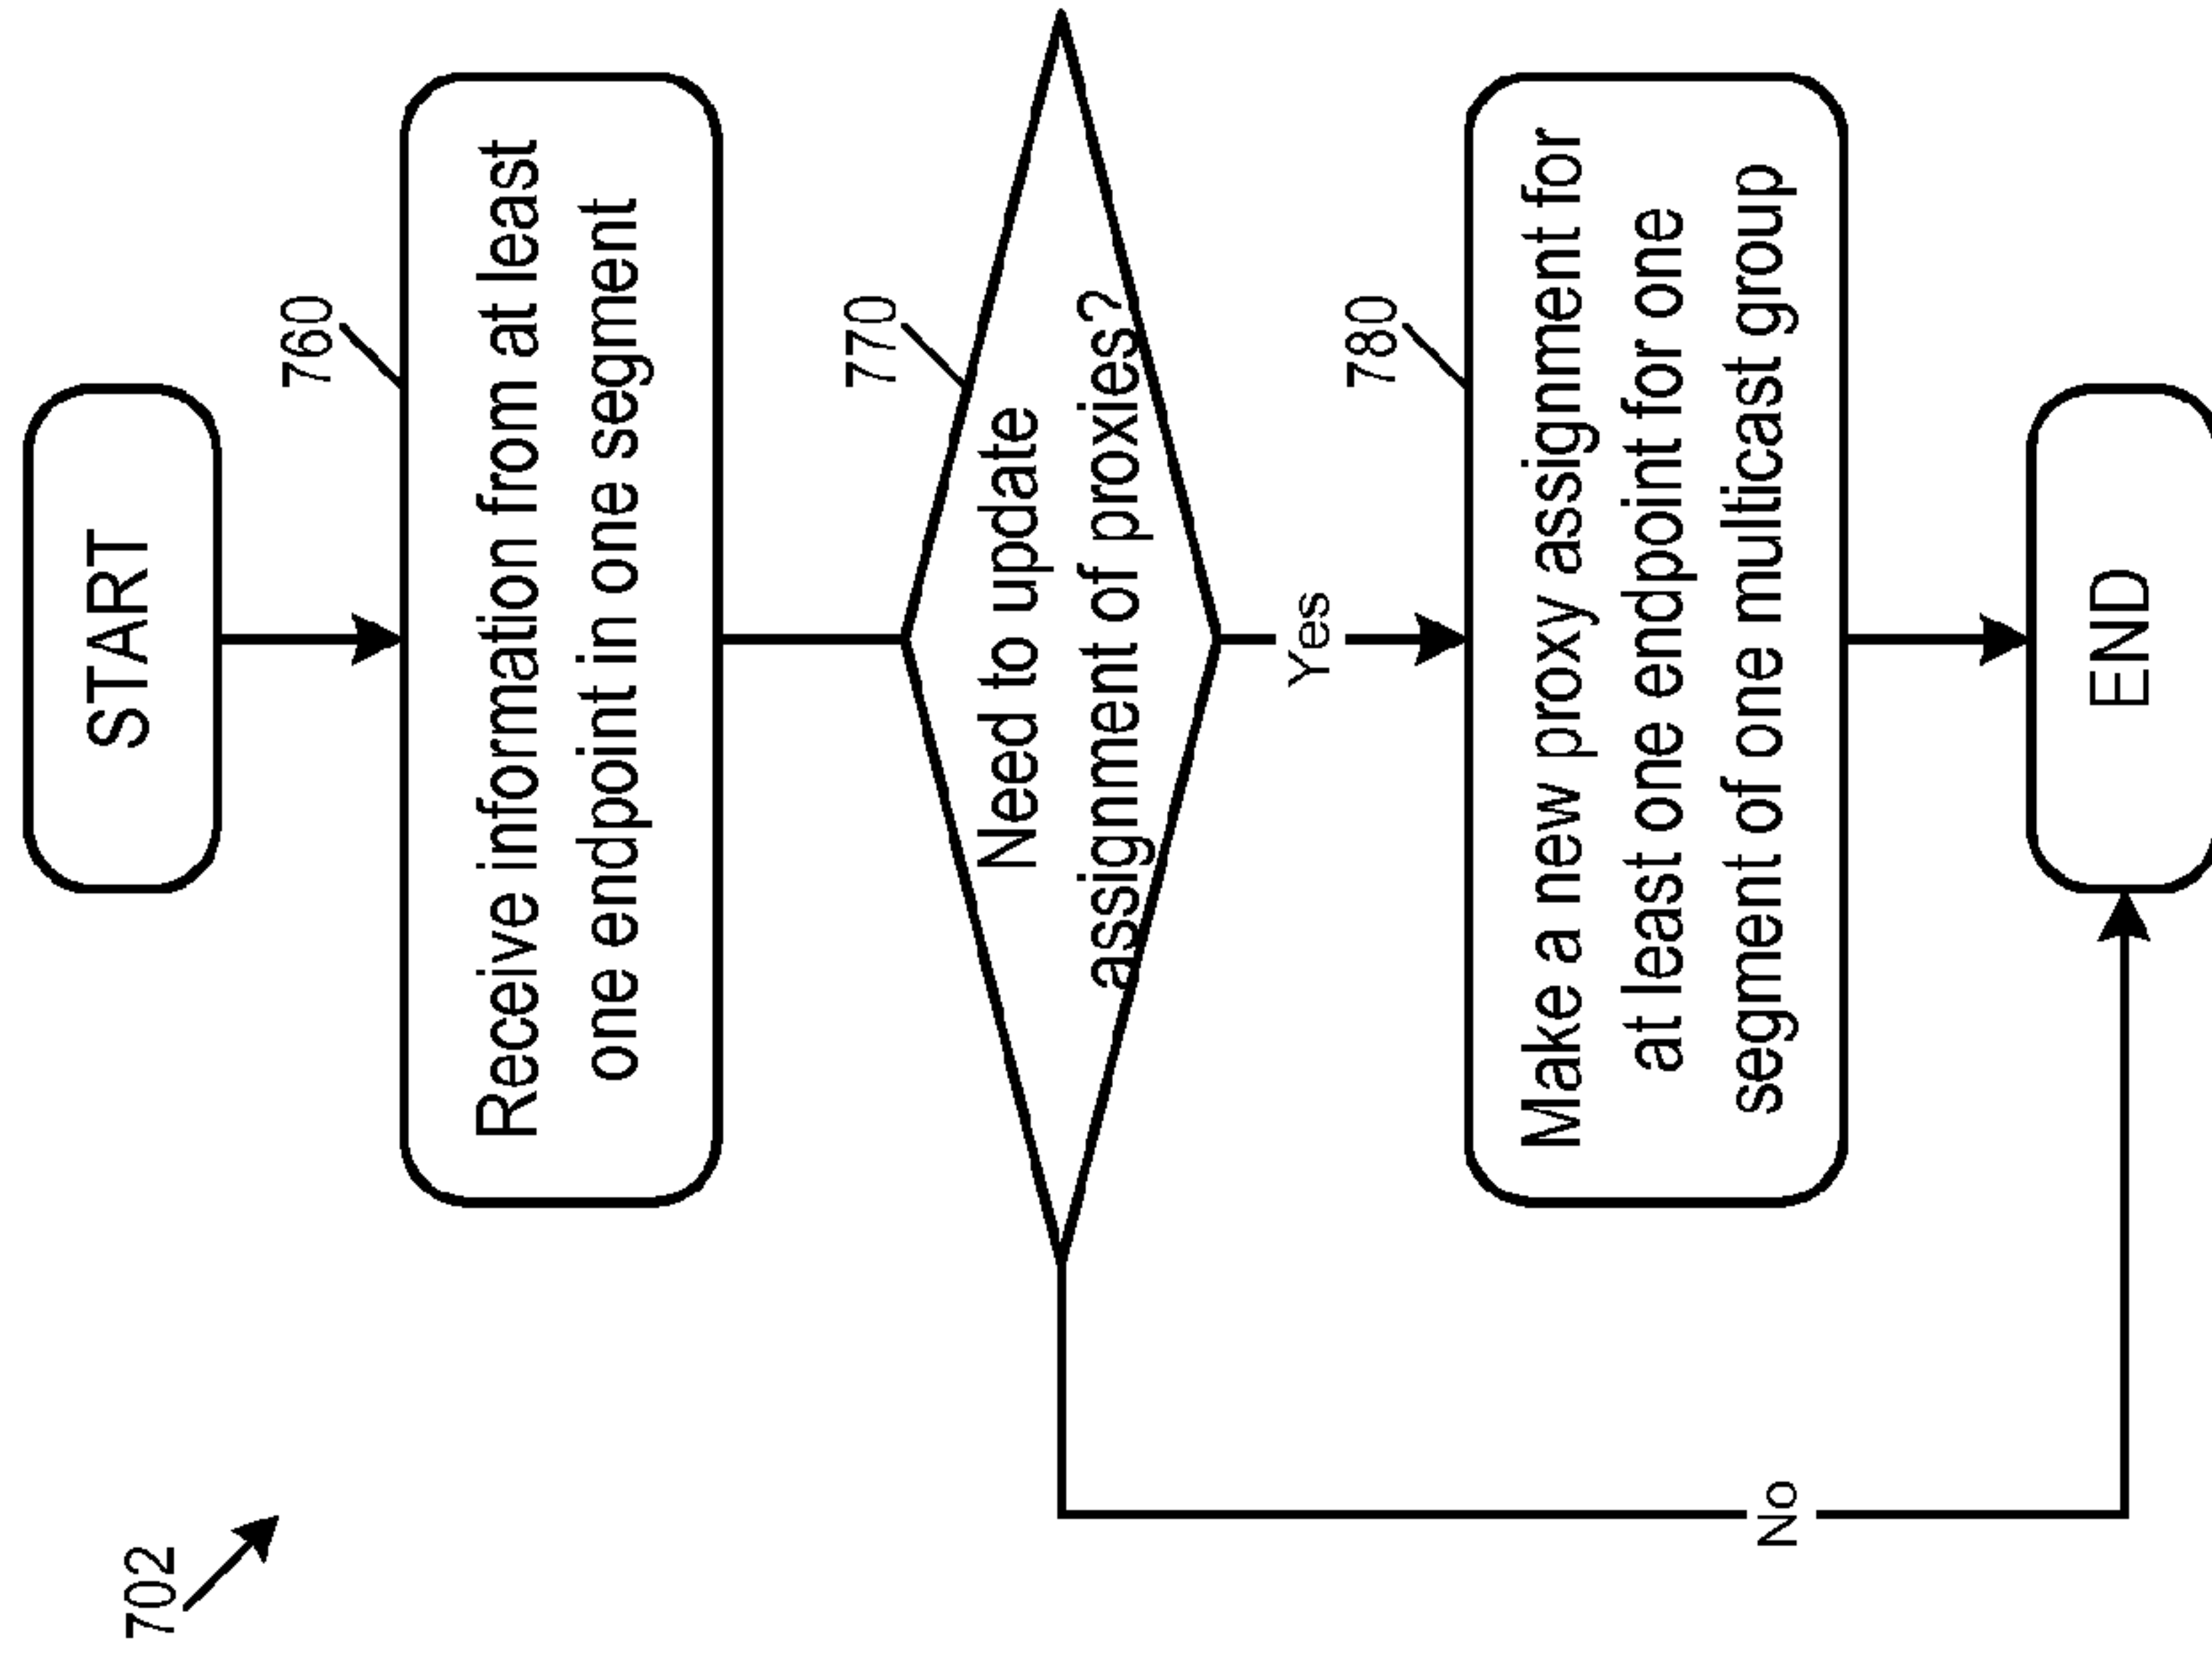 702
START
760
Receive information from at least
one endpoint in one segment
770
Need to update
assignment of proxies?
Yes
780
Make a new proxy assignment for
at least one endpoint for one
segment of one multicast group
No
END